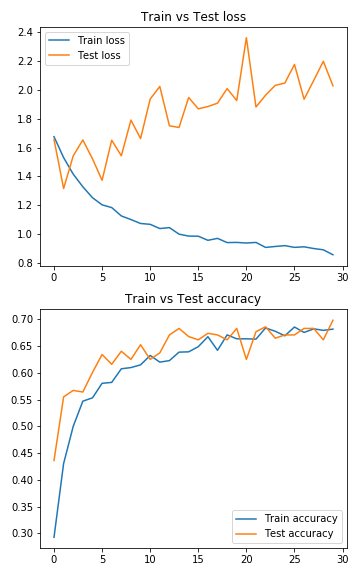 Train vs Test loss
Train loss
Test loss
2.4
2.2
2.0
1.8
1.6
1.4
1.2
1.0
0.8
0 5 10 15 20 25 30
Train vs Test accuracy
0.70
0.65
0.60
0.55
0.50
0.45
0.40
0.35
0.30
Train accuracy
Test accuracy
0 5 10 15 20 25 30